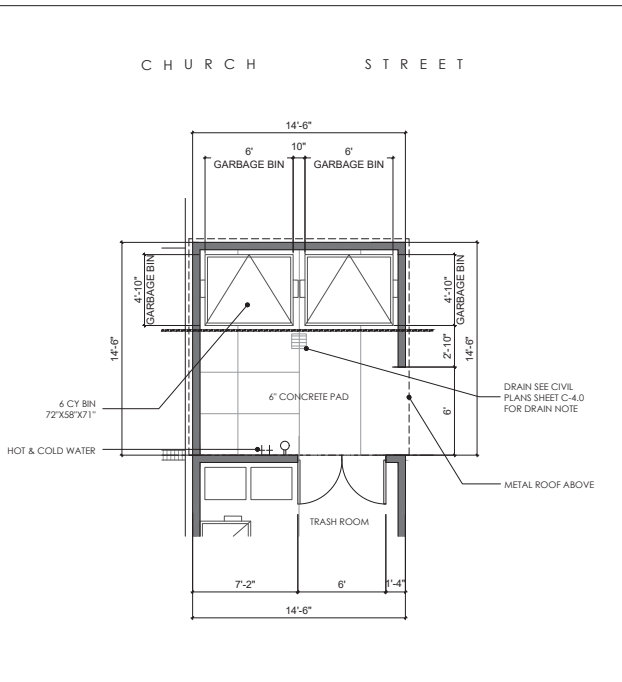 CHURCH STREET
14'-6"
6'
GARBAGE BIN
10"
6'
GARBAGE BIN
4'-10"
GARBAGE BIN
14'-6"
4'-10"
GARBAGE BIN
2'-10"
14'-6"
6'
6 CY BIN
72"X58"X71"
6" CONCRETE PAD
DRAIN SEE CIVIL
PLANS SHEET C-4.0
FOR DRAIN NOTE
HOT & COLD WATER
METAL ROOF ABOVE
TRASH ROOM
7'-2"
6'
1'-4"
14'-6"